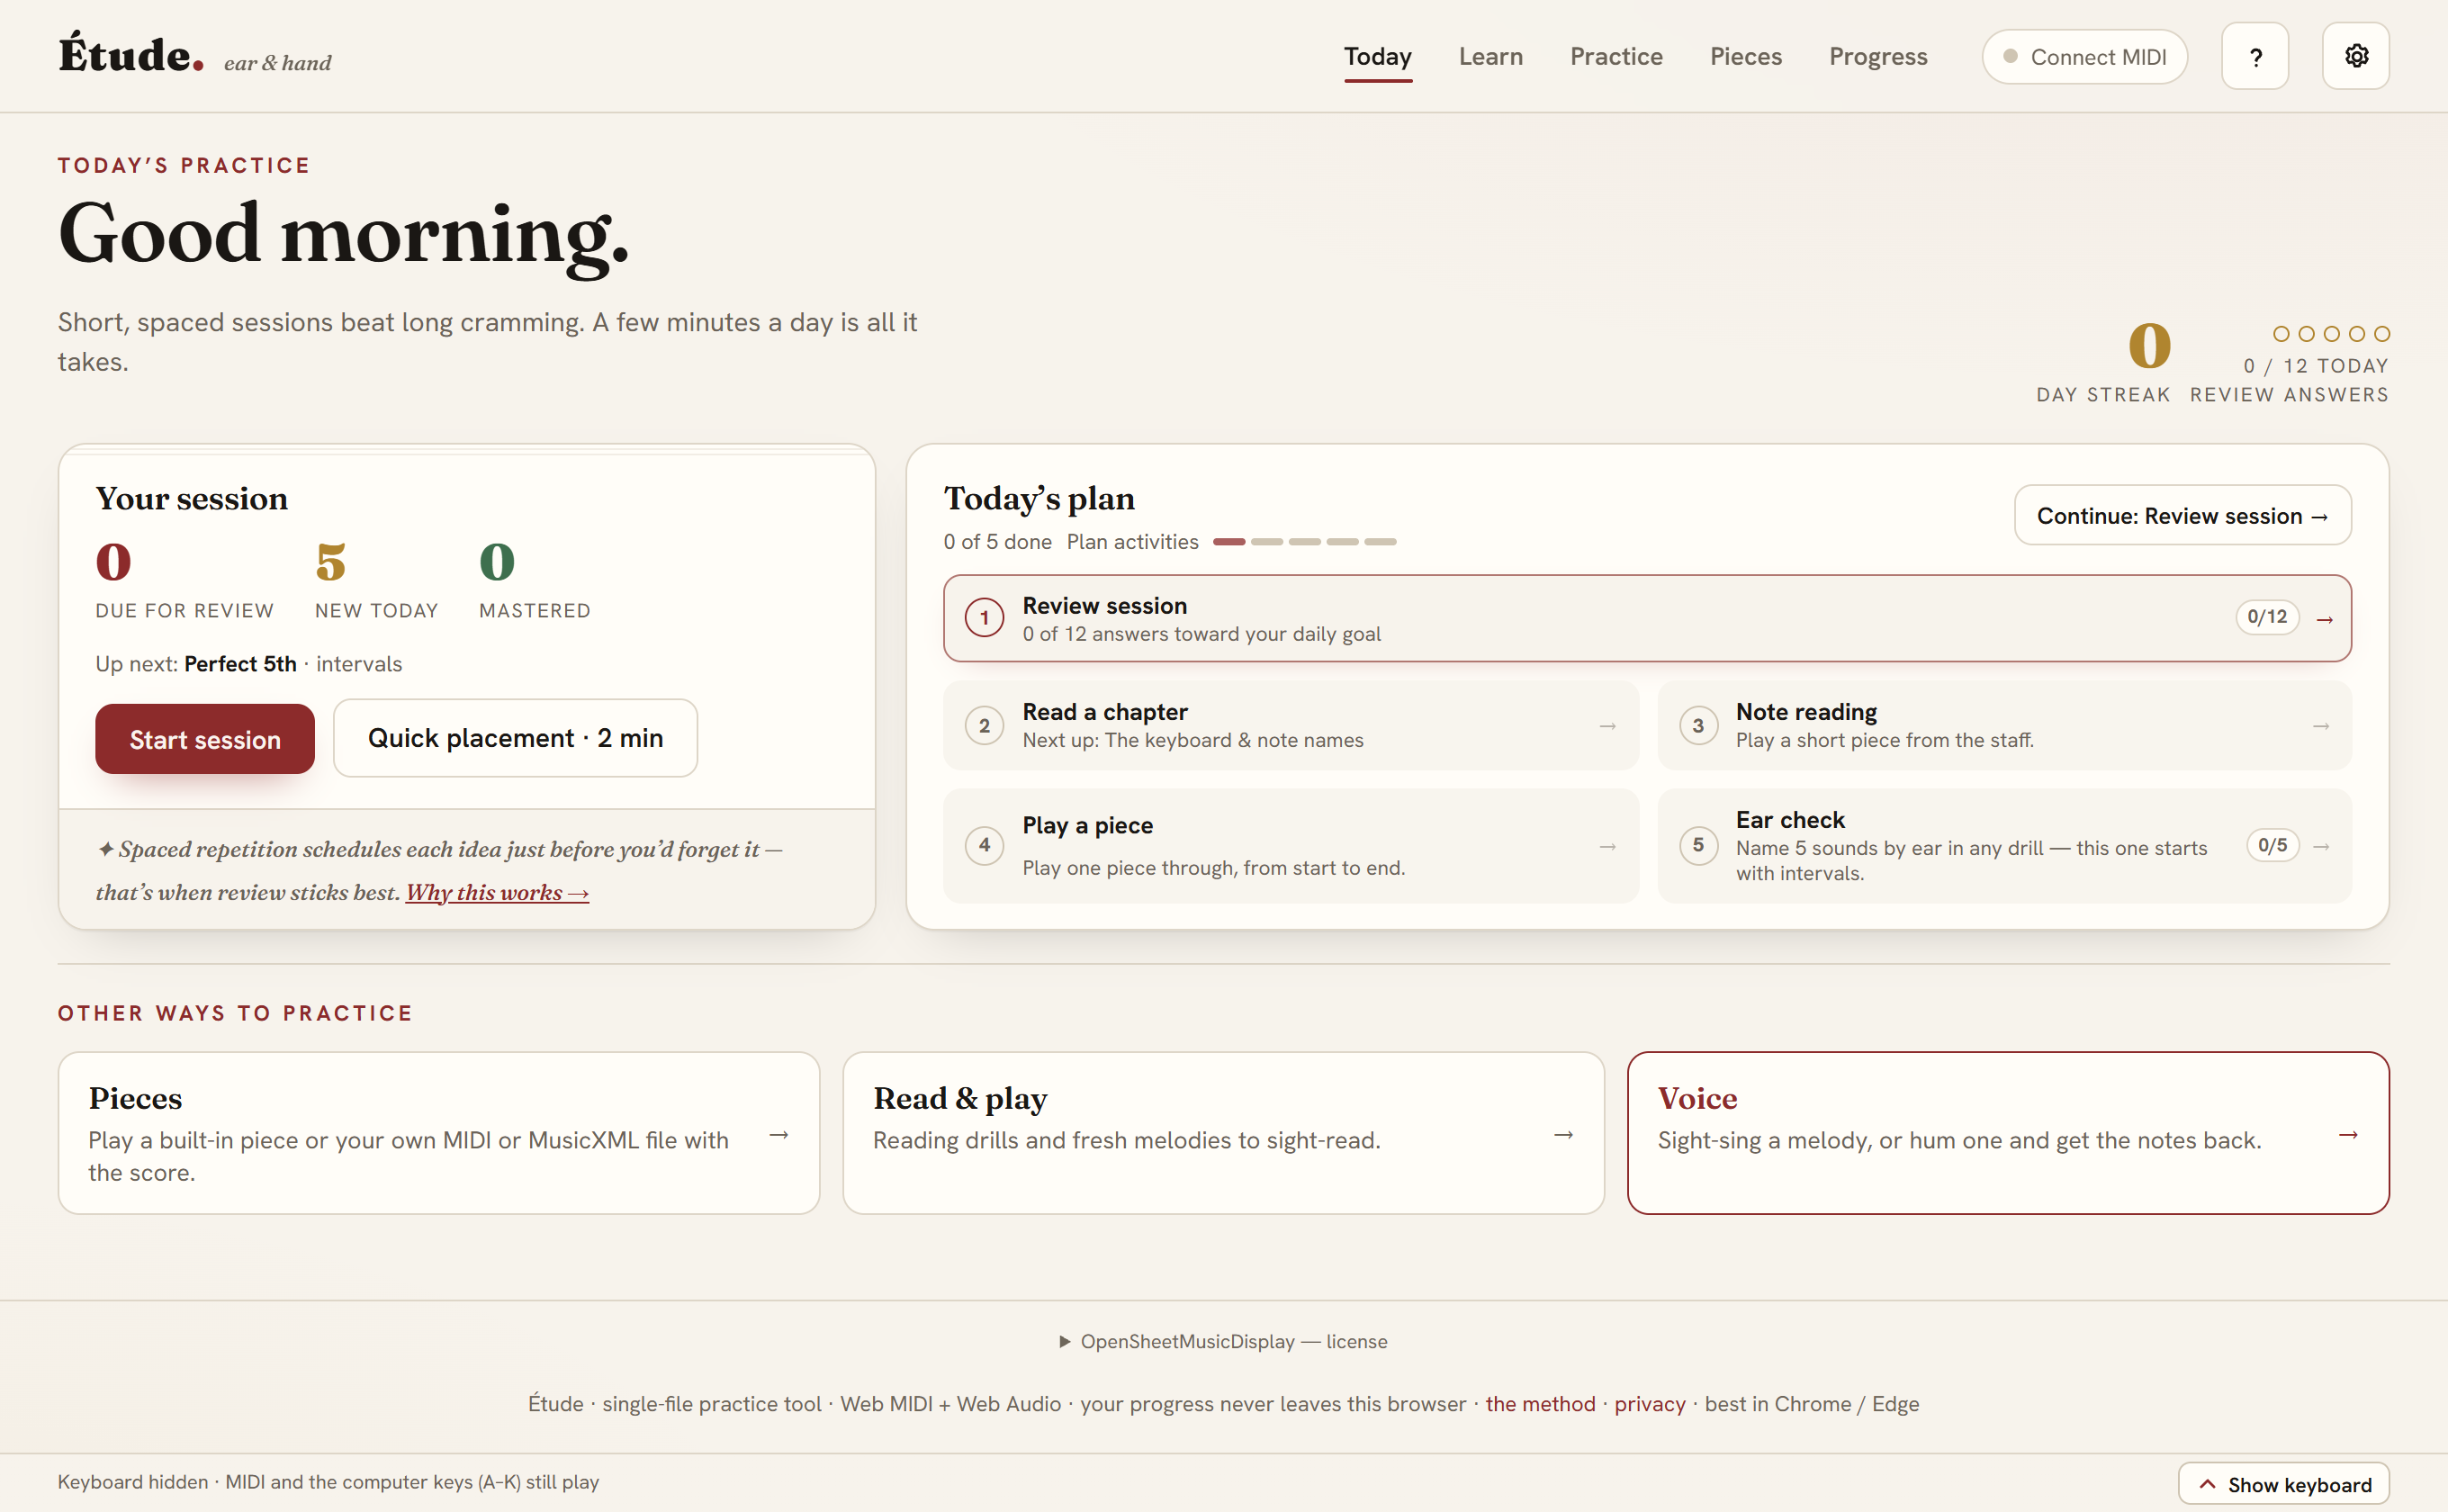 Étude. ear & hand
Today Learn Practice Pieces Progress Connect MIDI ?
TODAY’S PRACTICE
Good morning.
Short, spaced sessions beat long cramming. A few minutes a day is all it
takes.
0
DAY STREAK
0 / 12 TODAY
REVIEW ANSWERS
Your session
0 5 0
DUE FOR REVIEW NEW TODAY MASTERED
Up next: Perfect 5th · intervals
Start session Quick placement · 2 min
✦ Spaced repetition schedules each idea just before you’d forget it —
that’s when review sticks best. Why this works →
Today’s plan
0 of 5 done Plan activities
Continue: Review session →
1 Review session
0 of 12 answers toward your daily goal
0/12 →
2 Read a chapter
Next up: The keyboard & note names
→
3 Note reading
Play a short piece from the staff.
→
4 Play a piece
Play one piece through, from start to end.
→
5 Ear check
Name 5 sounds by ear in any drill — this one starts
with intervals.
0/5 →
OTHER WAYS TO PRACTICE
Pieces
Play a built-in piece or your own MIDI or MusicXML file with
the score.
→
Read & play
Reading drills and fresh melodies to sight-read.
→
Voice
Sight-sing a melody, or hum one and get the notes back.
→
▶ OpenSheetMusicDisplay — license
Étude · single-file practice tool · Web MIDI + Web Audio · your progress never leaves this browser · the method · privacy · best in Chrome / Edge
Keyboard hidden · MIDI and the computer keys (A–K) still play
Show keyboard